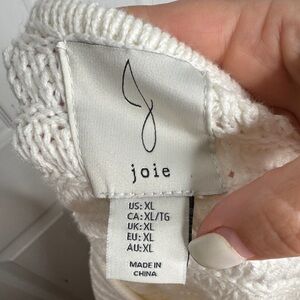 joie
US: XL
CA: XL/TG
UK: XL
EU: XL
AU: XL
MADE IN
CHINA